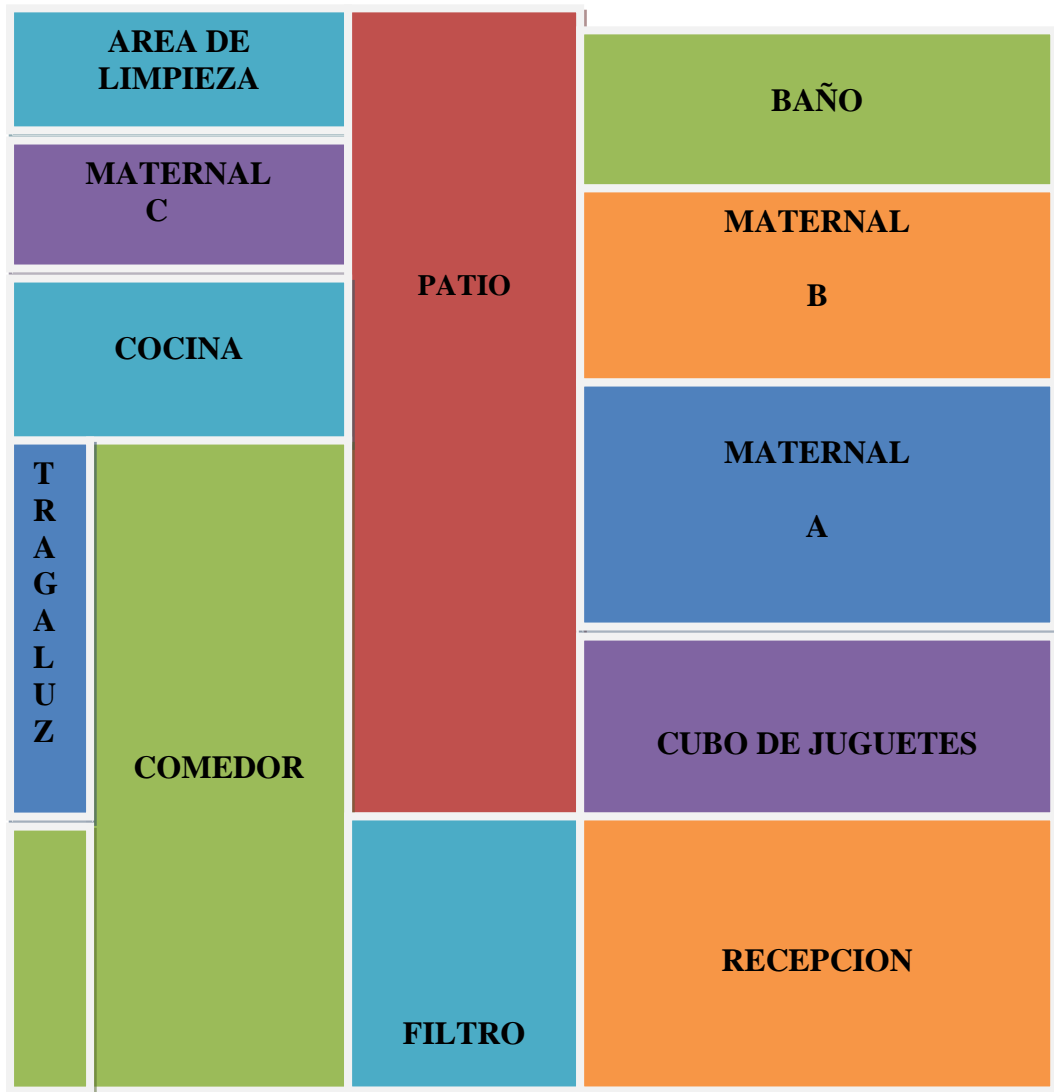 AREA DE
LIMPIEZA
MATERNAL
C
COCINA
T
R
A
G
A
L
U
Z
COMEDOR
PATIO
FILTRO
BAÑO
MATERNAL
B
MATERNAL
A
CUBO DE JUGUETES
RECEPCION